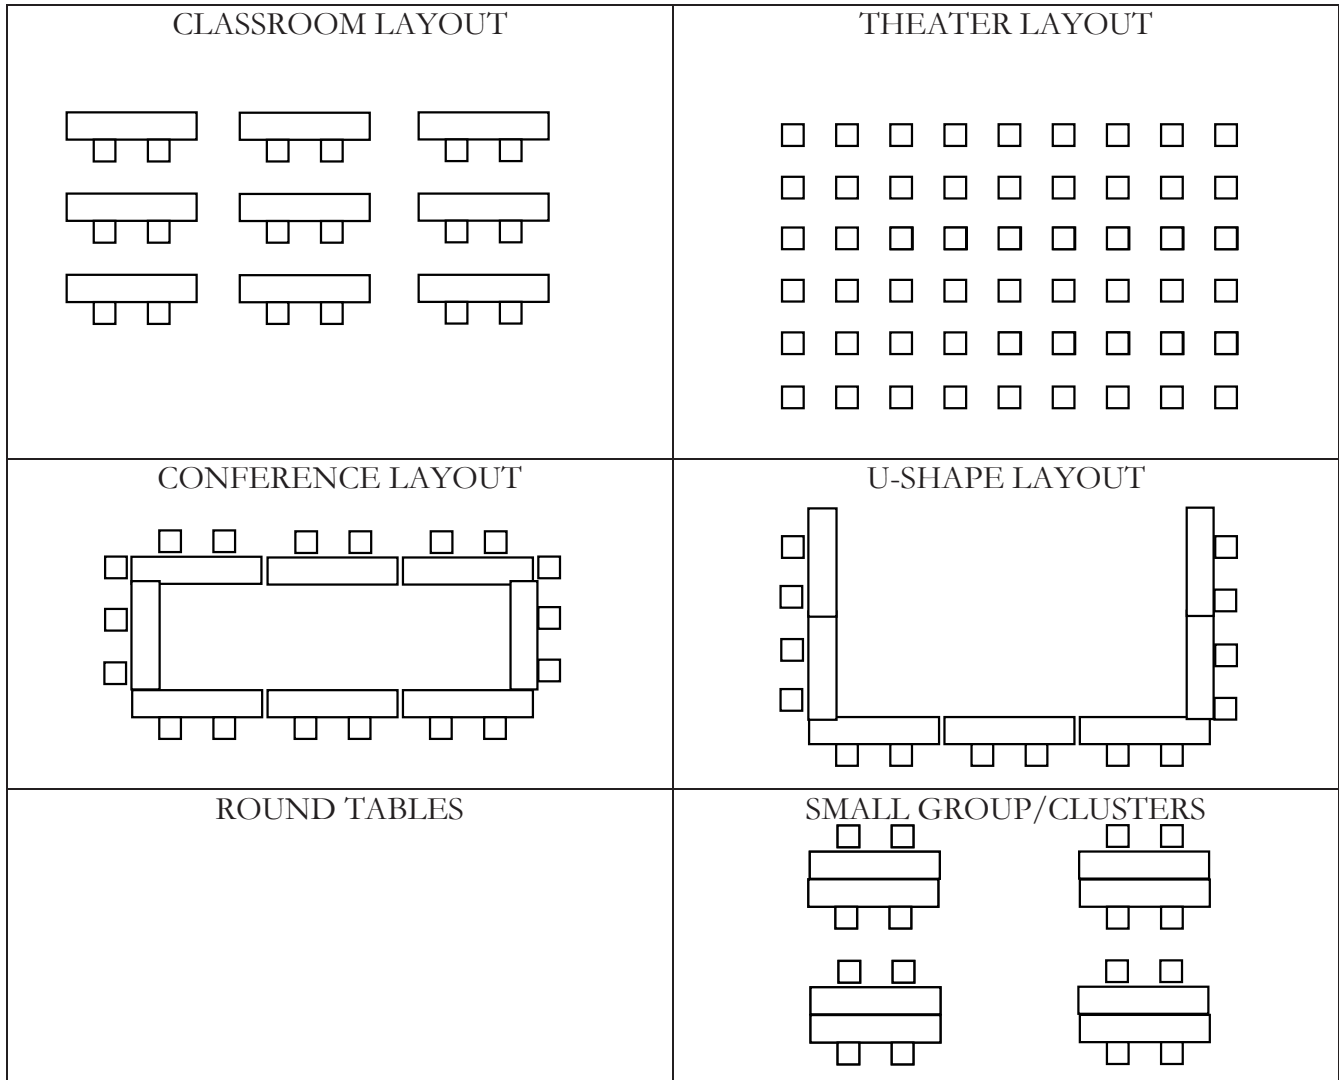 CLASSROOM LAYOUT
THEATER LAYOUT
CONFERENCE LAYOUT
U-SHAPE LAYOUT
ROUND TABLES
SMALL GROUP/CLUSTERS